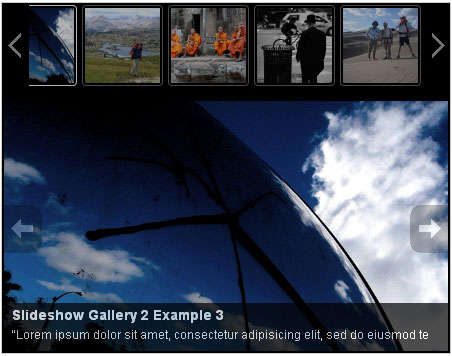 Slideshow Gallery 2 Example 3
"Lorem ipsum dolor sit amet, consectetur adipisicing elit, sed do eiusmod te